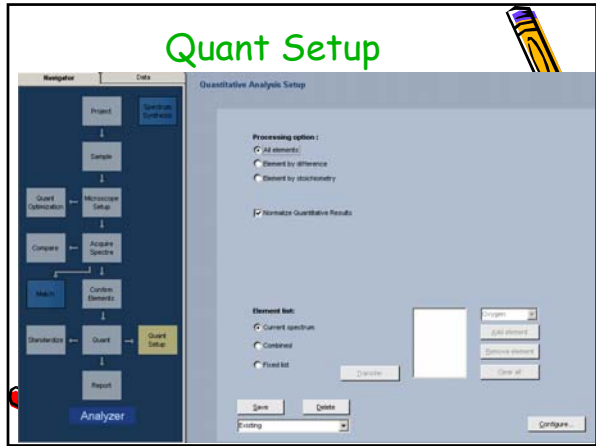 Quant Setup
Navigator
Data
Quantitative Analysis Setup
Project
Spectrum Synthesis
Sample
Quant Optimization
Microscope Setup
Compare
Acquire Spectra
Match
Confirm Elements
Standardize
Quant
Quant Setup
Report
Analyzer
Processing option :
All elements
Element by difference
Element by stoichiometry
Normalize Quantitative Results
Element list:
Current spectrum
Combined
Fixed list
Transfer
Oxygen
Add element
Remove element
Clear all
Save
Delete
Existing
Configure...